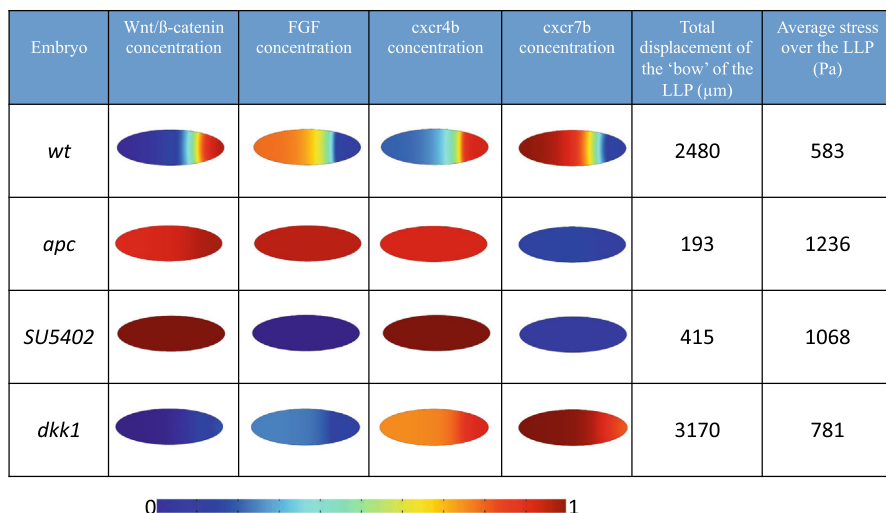 Embryo
Wnt/ß-catenin
concentration
FGF
concentration
cxcr4b
concentration
cxcr7b
concentration
Total
displacement of
the ‘bow’ of the
LLP (µm)
Average stress
over the LLP
(Pa)
wt
2480
583
apc
193
1236
SU5402
415
1068
dkk1
3170
781
0
1